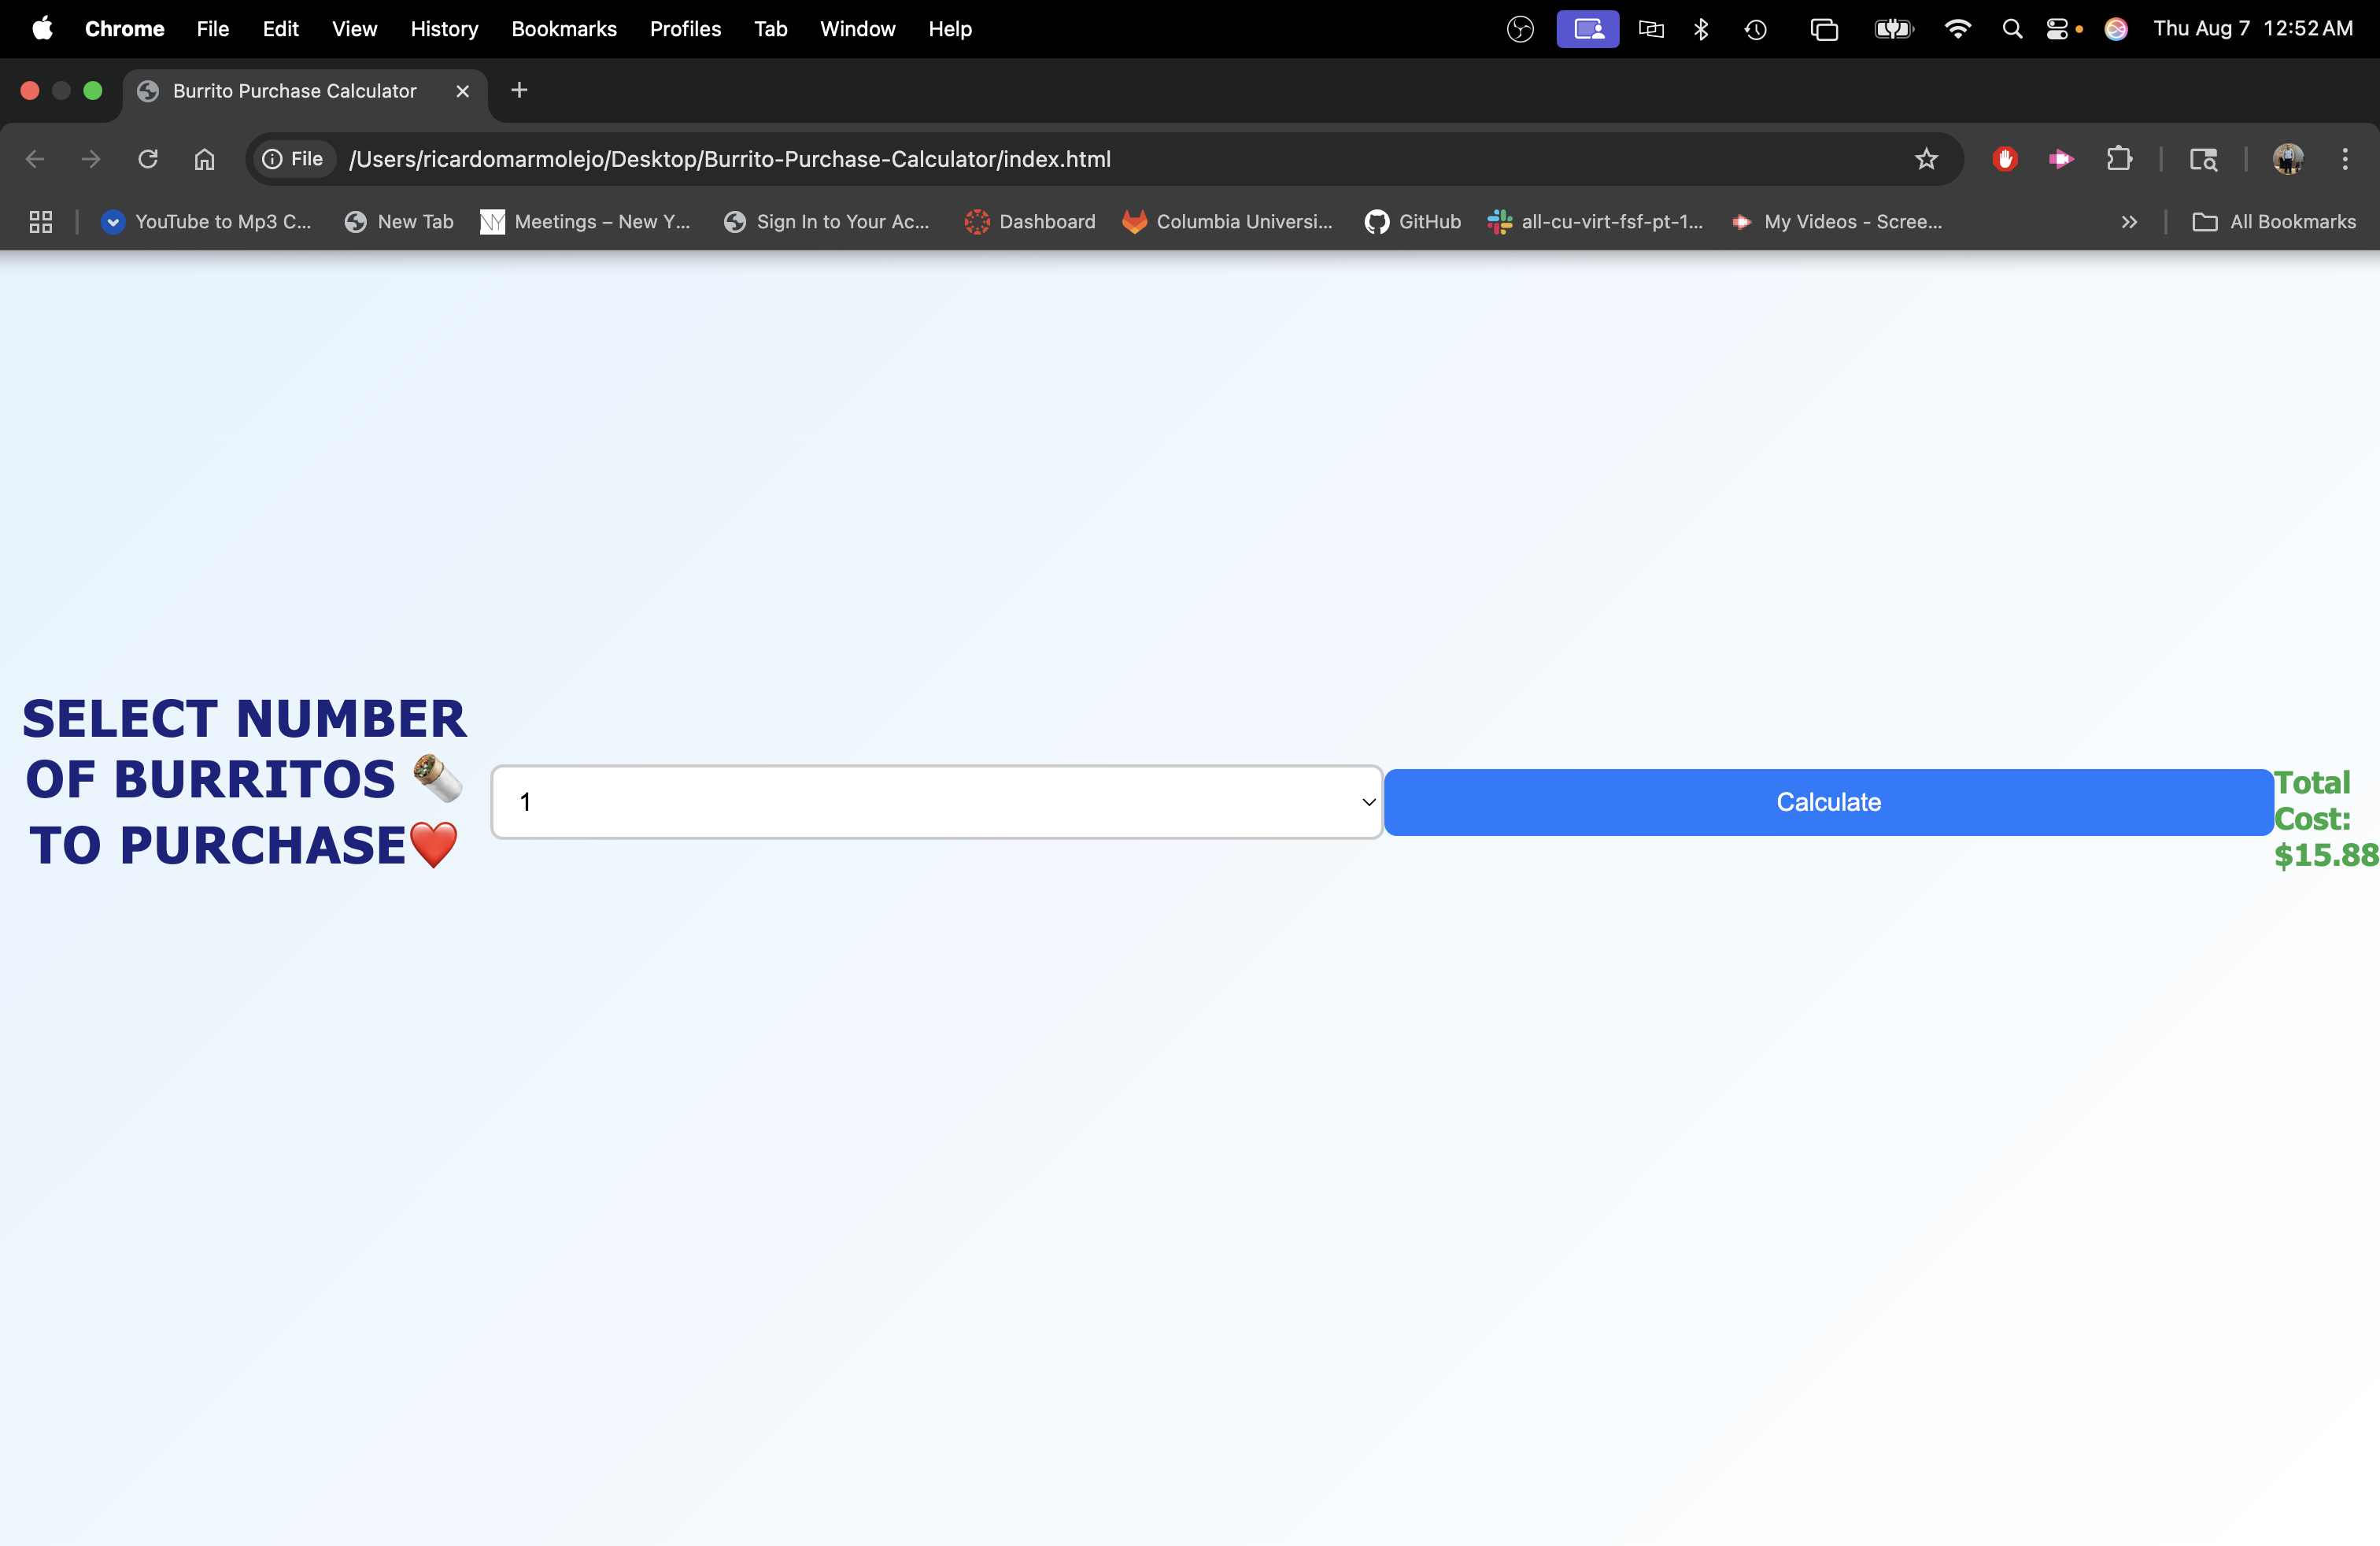 Chrome File Edit View History Bookmarks Profiles Tab Window Help Thu Aug 7 12:52 AM
Burrito Purchase Calculator
File /Users/ricardomarmolejo/Desktop/Burrito-Purchase-Calculator/index.html
YouTube to Mp3 C... New Tab NY Meetings – New Y... Sign In to Your Ac... Dashboard Columbia Universi... GitHub all-cu-virt-fsf-pt-1... My Videos - Scree... All Bookmarks
SELECT NUMBER
OF BURRITOS 🌯
TO PURCHASE❤️
1
Calculate
Total
Cost:
$15.88